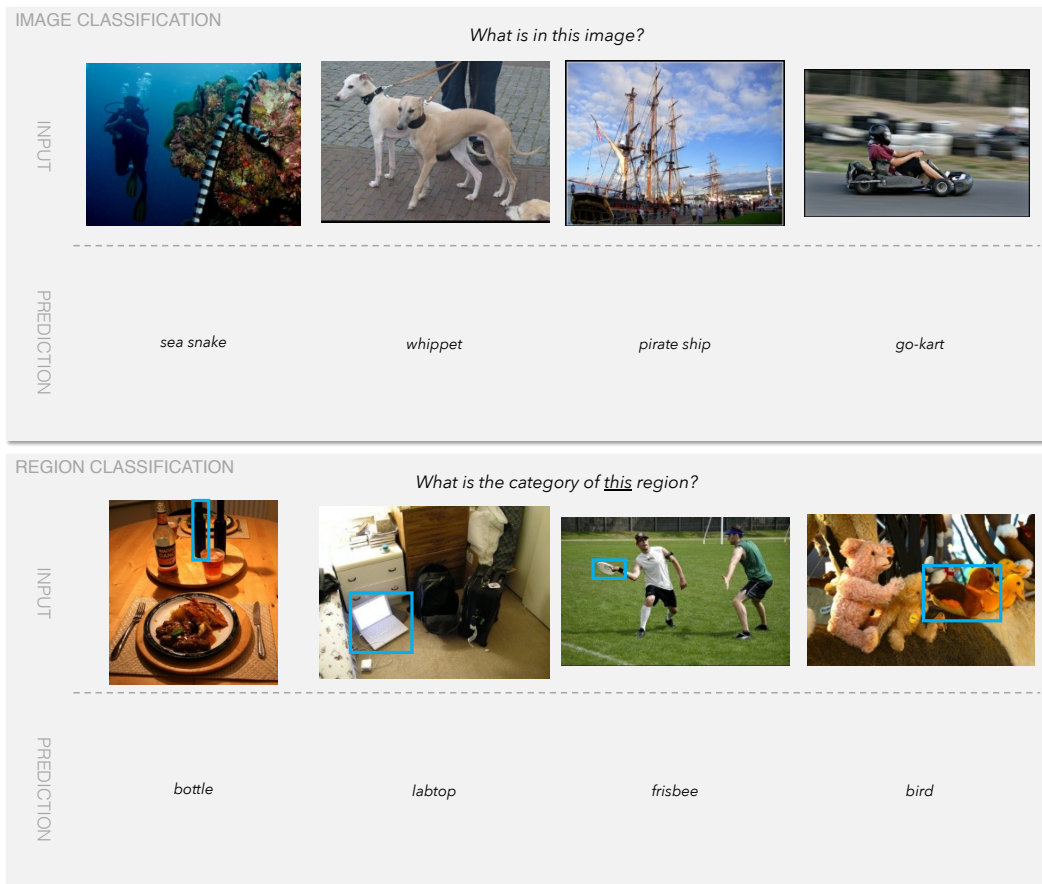 IMAGE CLASSIFICATION
What is in this image?
INPUT
PREDICTION
sea snake
whippet
pirate ship
go-kart
REGION CLASSIFICATION
What is the category of this region?
INPUT
PREDICTION
bottle
labtop
frisbee
bird